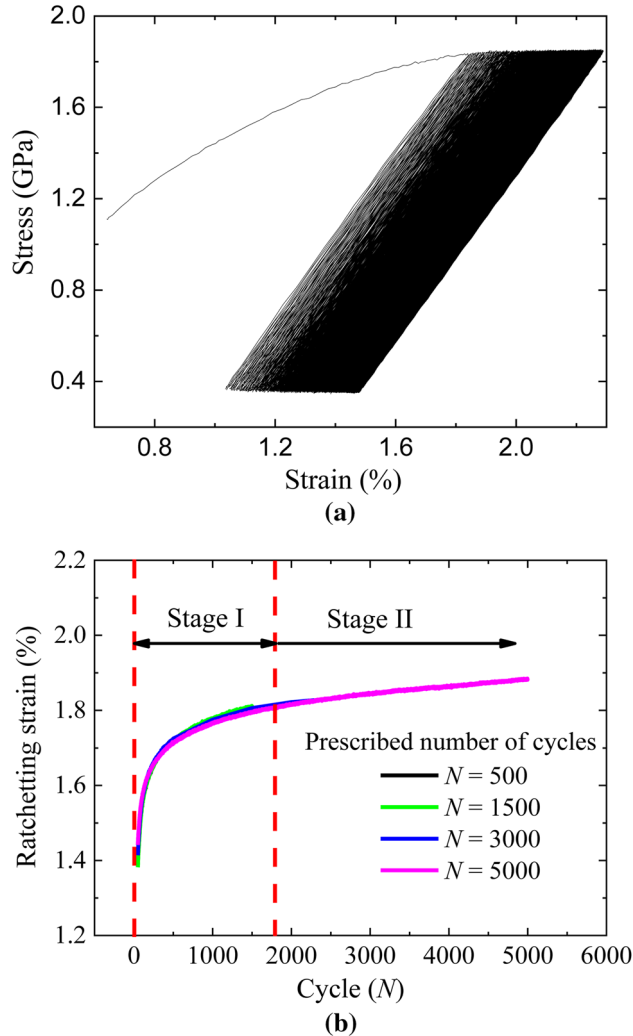 2.0
1.6
1.2
0.8
0.4
Stress (GPa)
0.8 1.2 1.6 2.0
Strain (%)
(a)
2.2
2.0
1.8
1.6
1.4
1.2
Ratchetting strain (%)
Stage I Stage II
Prescribed number of cycles
N = 500
N = 1500
N = 3000
N = 5000
0 1000 2000 3000 4000 5000 6000
Cycle (N)
(b)